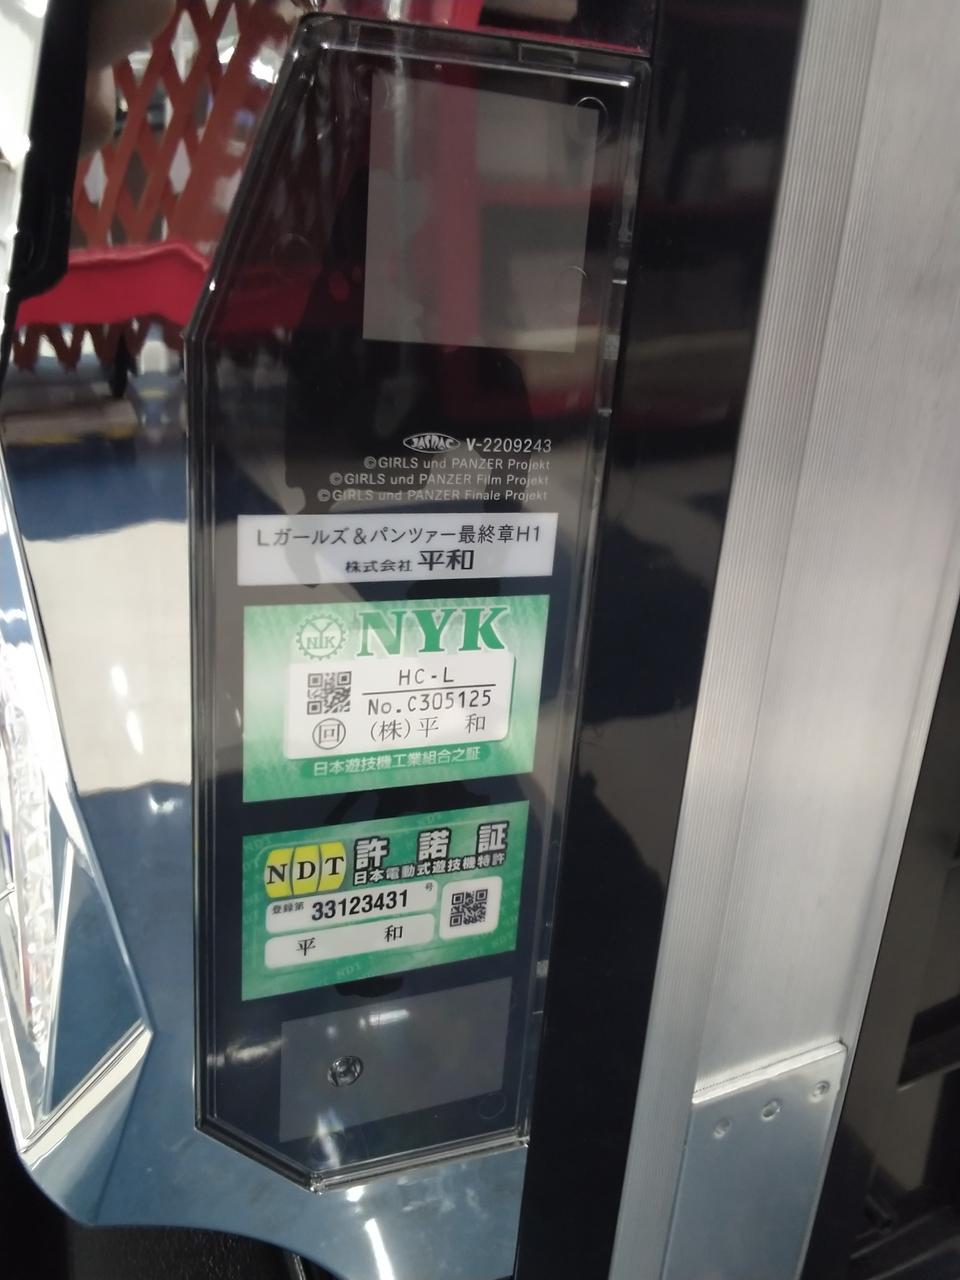 JASRAC V-2209243
©GIRLS und PANZER Projekt
©GIRLS und PANZER Film Projekt
©GIRLS und PANZER Finale Projekt
Lガールズ&パンツァー最終章H1
株式会社 平和
NYK NYK
HC-L
No.C305125
回 (株)平 和
日本遊技機工業組合之証
NDT 許 諾 証
日本電動式遊技機特許
登録第 33123431 号
平 和